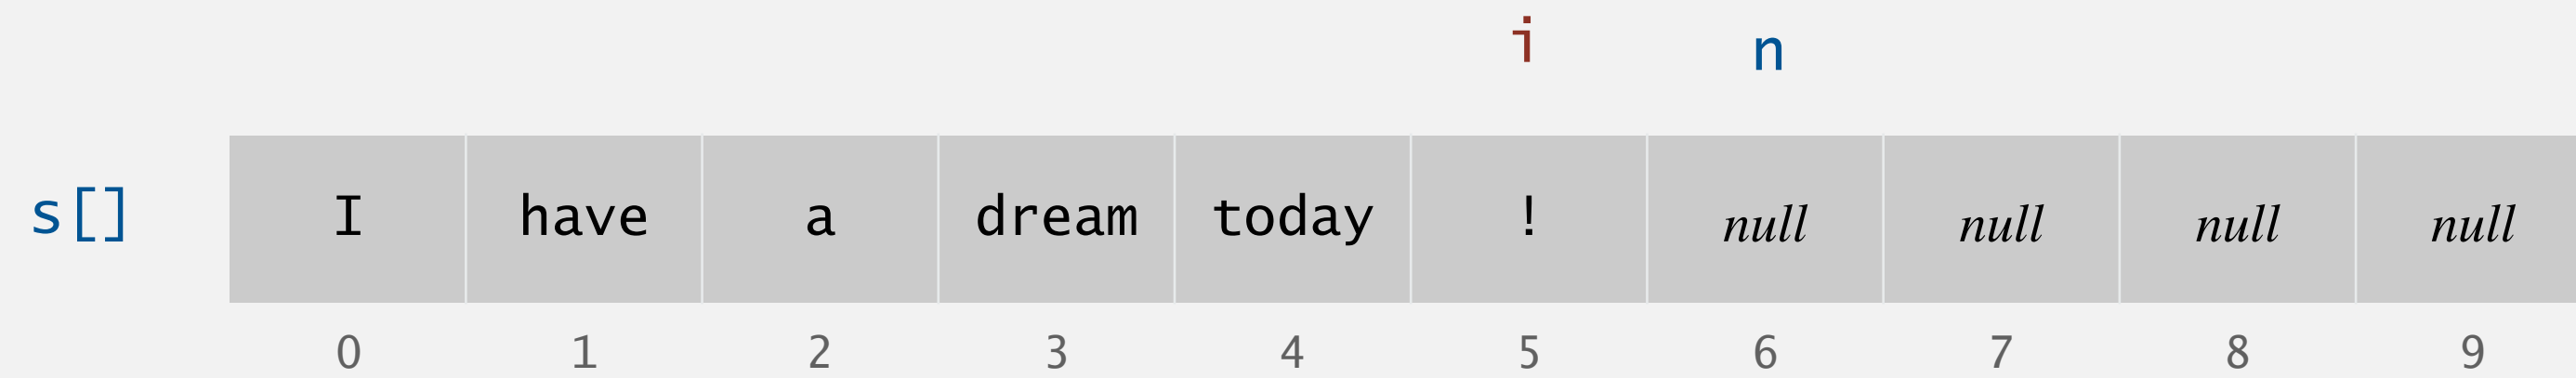 i n
s[] I have a dream today ! null null null null
0 1 2 3 4 5 6 7 8 9